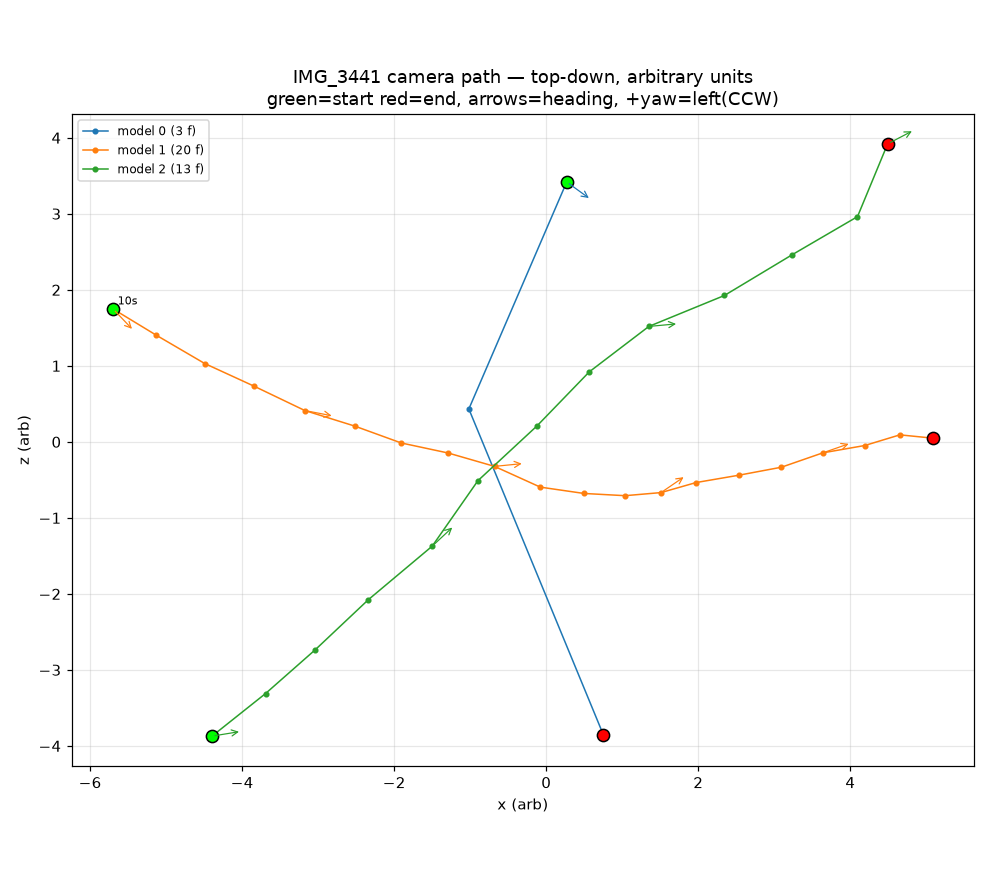 IMG_3441 camera path — top-down, arbitrary units
green=start red=end, arrows=heading, +yaw=left(CCW)
model 0 (3 f)
model 1 (20 f)
model 2 (13 f)
10s
4
3
2
1
0
−1
−2
−3
−4
z (arb)
−6
−4
−2
0
2
4
x (arb)